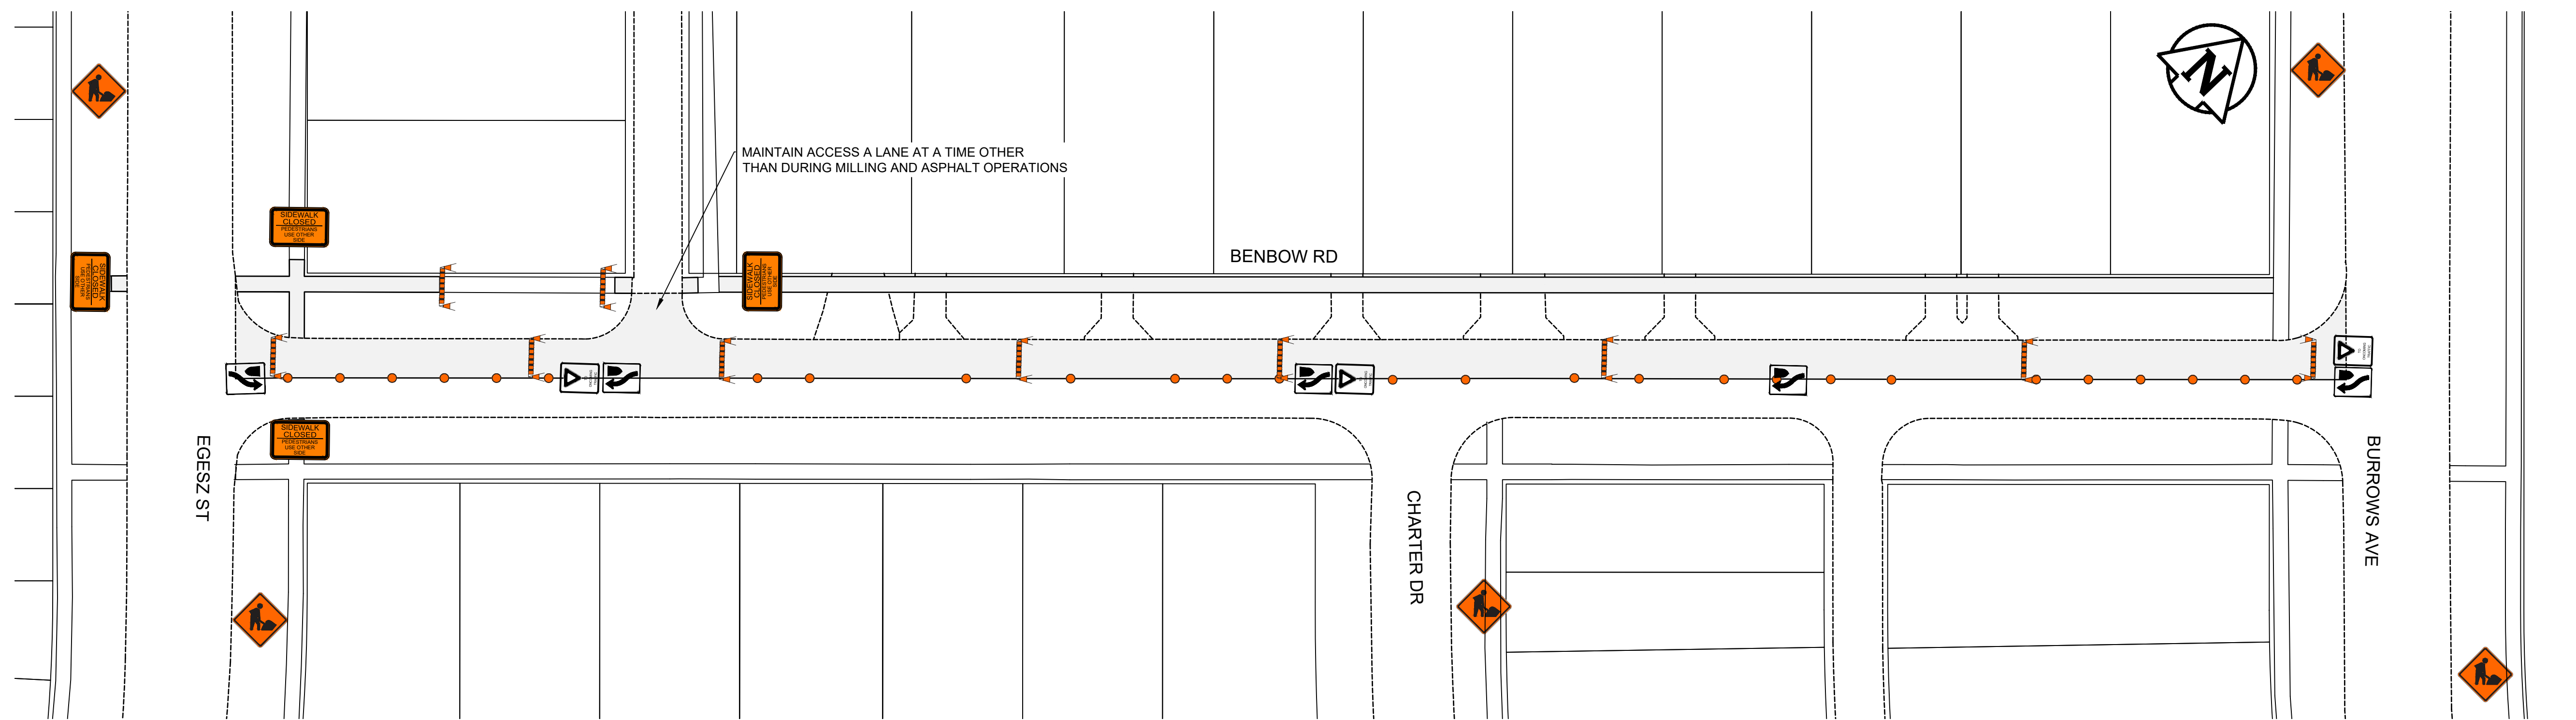 MAINTAIN ACCESS A LANE AT A TIME OTHER
THAN DURING MILLING AND ASPHALT OPERATIONS
N
SIDEWALK
CLOSED
PEDESTRIANS
USE OTHER
SIDE
SIDEWALK
CLOSED
PEDESTRIANS
USE OTHER
SIDE
SIDEWALK
CLOSED
PEDESTRIANS
USE OTHER
SIDE
BENBOW RD
SIDEWALK
CLOSED
PEDESTRIANS
USE OTHER
SIDE
EGESZ ST
CHARTER DR
BURROWS AVE